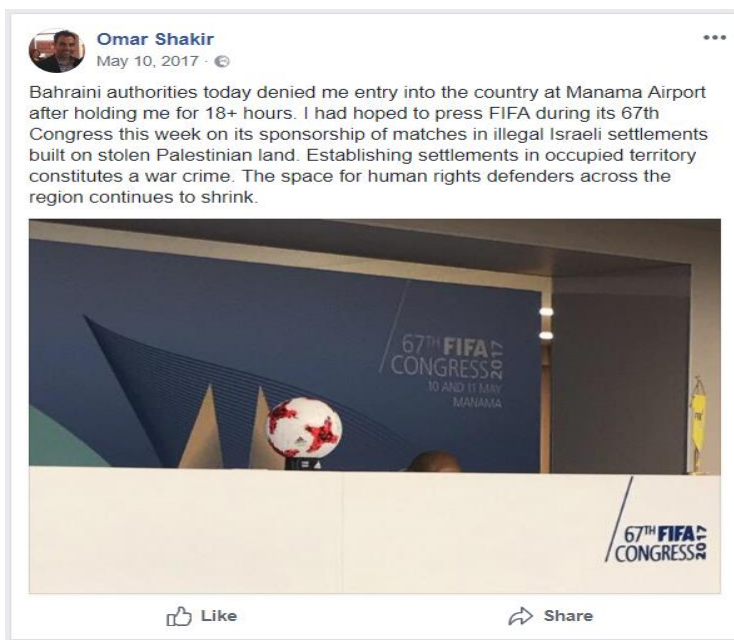 Omar Shakir
May 10, 2017 ·
Bahraini authorities today denied me entry into the country at Manama Airport
after holding me for 18+ hours. I had hoped to press FIFA during its 67th
Congress this week on its sponsorship of matches in illegal Israeli settlements
built on stolen Palestinian land. Establishing settlements in occupied territory
constitutes a war crime. The space for human rights defenders across the
region continues to shrink.
67TH FIFA
CONGRESS 2017
10 AND 11 MAY
MANAMA
67TH FIFA
CONGRESS 2017
Like
Share